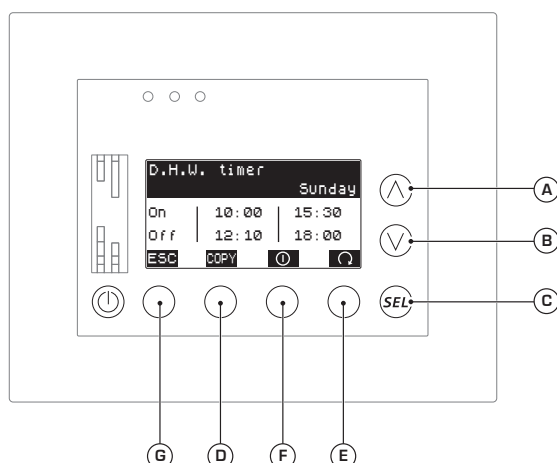 D.H.W. timer
Sunday
On 10:00 15:30
Off 12:10 18:00
ESC COPY
SEL
A
B
C
G D F E